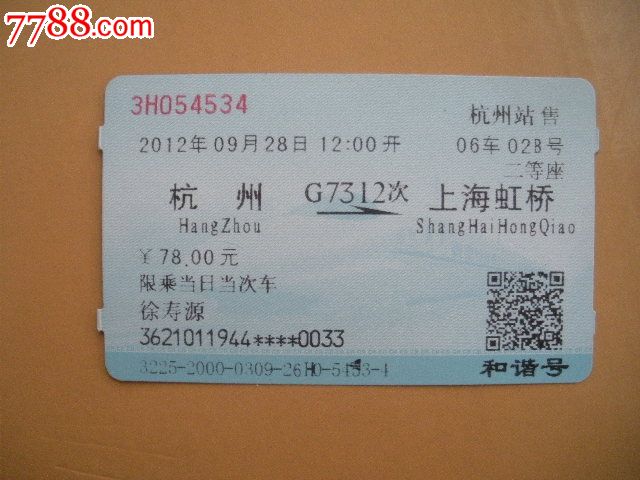 7788.com
3H054534
杭州站售
2012年09月28日12:00开
06车02B号
二等座
杭州
G7312次
上海虹桥
HangZhou
ShangHaiHongQiao
￥78.00元
限乘当日当次车
徐寿源
3621011944****0033
和谐号